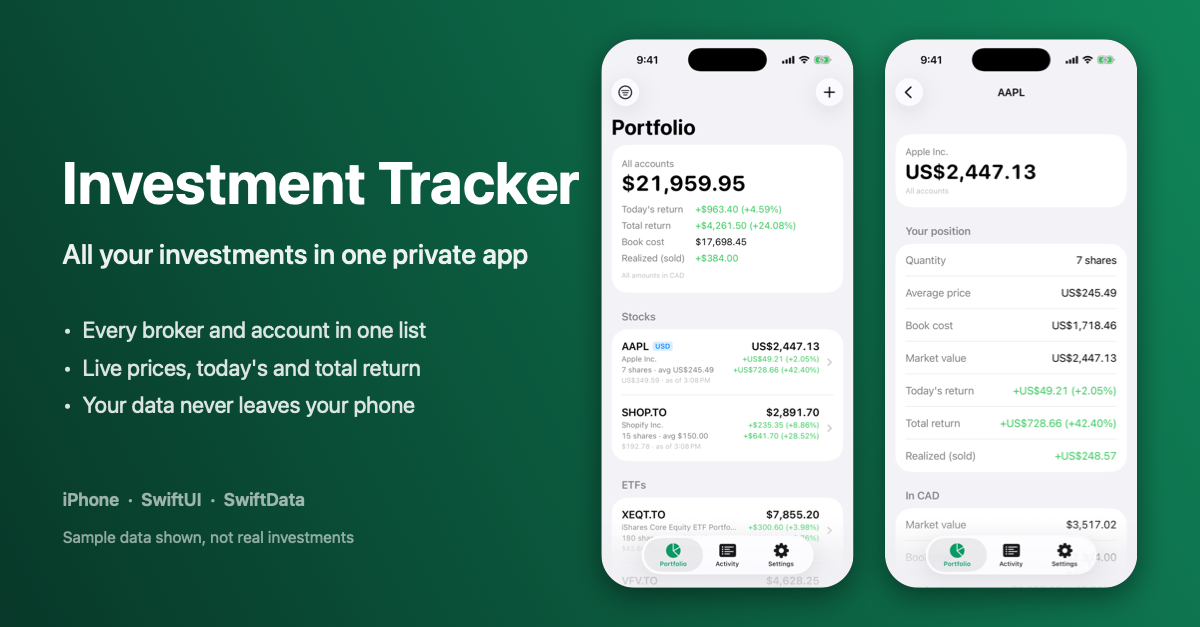 Investment Tracker
All your investments in one private app
• Every broker and account in one list
• Live prices, today's and total return
• Your data never leaves your phone
iPhone · SwiftUI · SwiftData
Sample data shown, not real investments
9:41
Portfolio
All accounts
$21,959.95
Today's return +$963.40 (+4.59%)
Total return +$4,261.50 (+24.08%)
Book cost $17,698.45
Realized (sold) +$384.00
All amounts in CAD
Stocks
AAPL USD US$2,447.13
Apple Inc. +US$49.21 (+2.05%)
7 shares · avg US$245.49 +US$728.66 (+42.40%)
US$349.59 · as of 3:08 PM
SHOP.TO $2,891.70
Shopify Inc. +$235.35 (+8.86%)
15 shares · avg $150.00 +$641.70 (+28.52%)
$192.78 · as of 3:08 PM
ETFs
XEQT.TO $7,855.20
iShares Core Equity ETF Portfo... +$300.60 (+3.98%)
180
Portfolio Activity Settings
VFV.TO $4,628.25
9:41
AAPL
Apple Inc.
US$2,447.13
All accounts
Your position
Quantity 7 shares
Average price US$245.49
Book cost US$1,718.46
Market value US$2,447.13
Today's return +US$49.21 (+2.05%)
Total return +US$728.66 (+42.40%)
Realized (sold) +US$248.57
In CAD
Market value $3,517.02
Portfolio Activity Settings